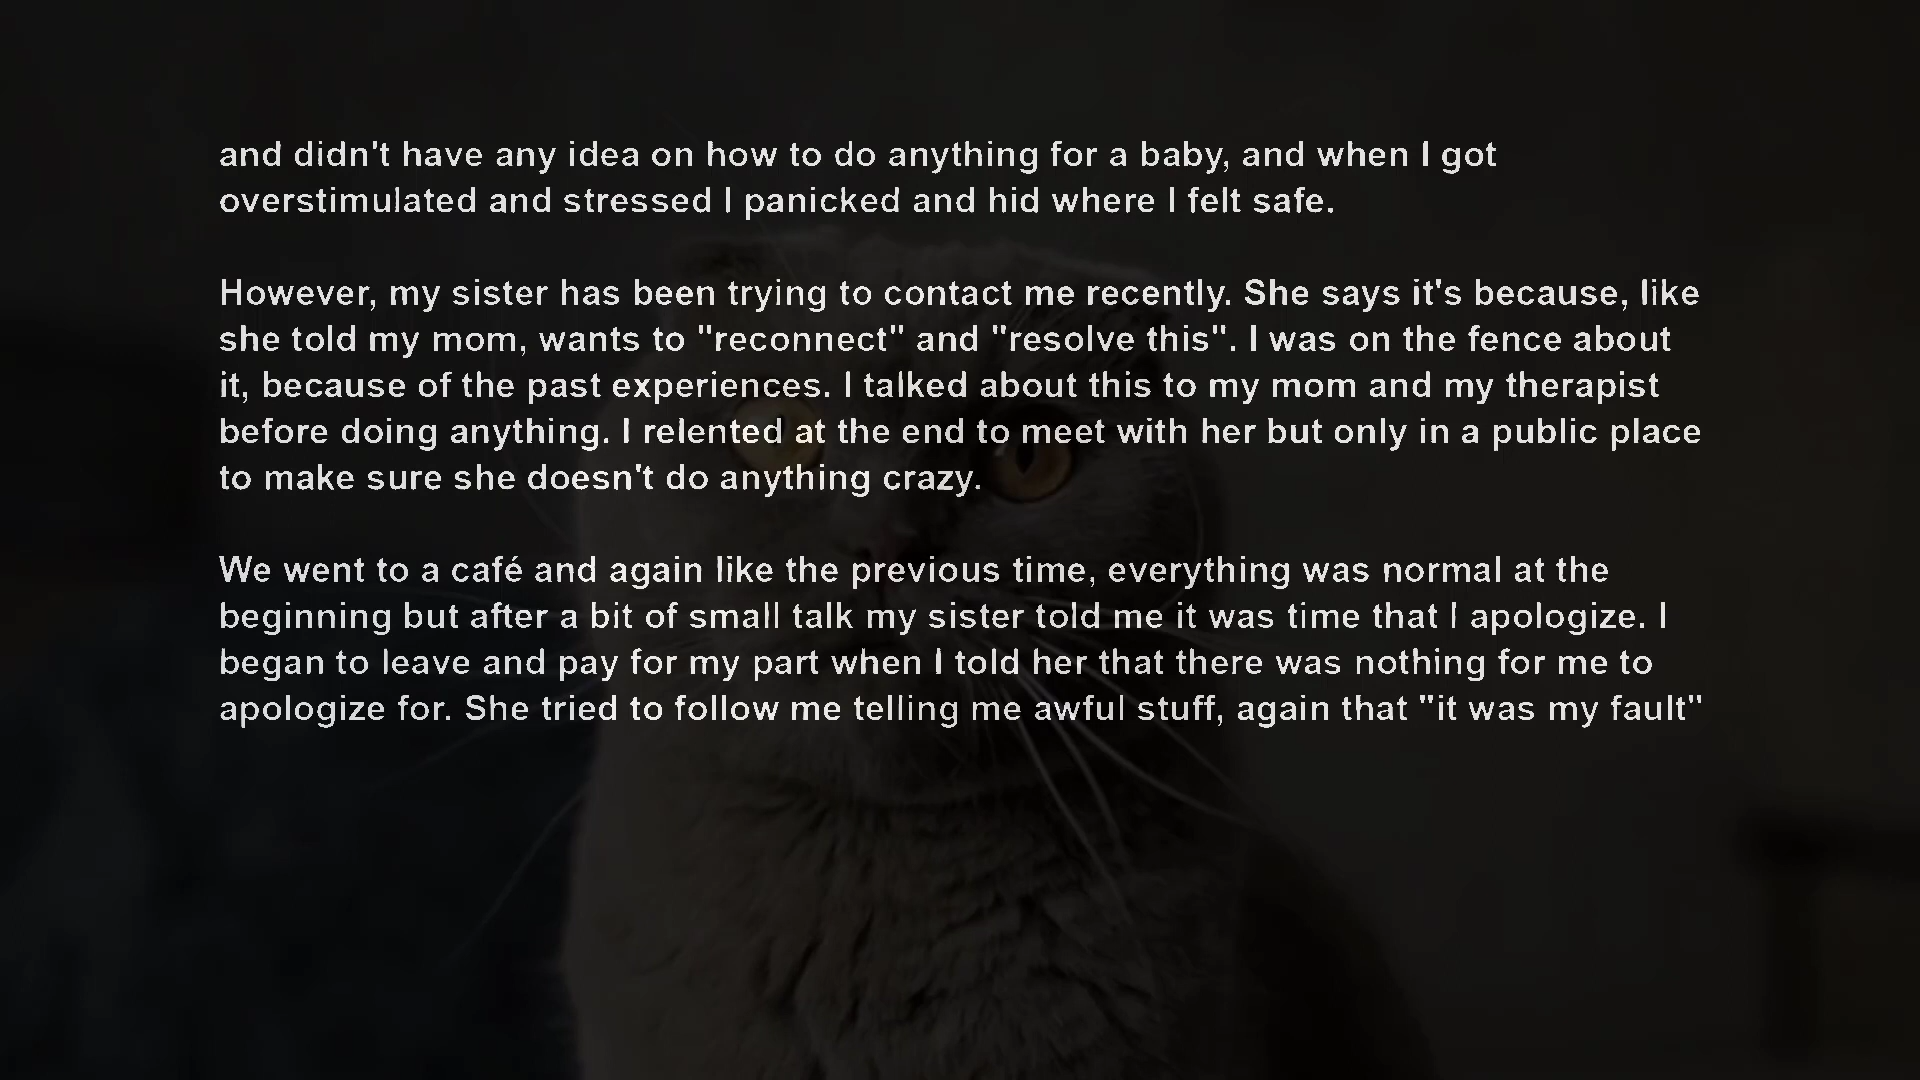 and didn't have any idea on how to do anything for a baby, and when I got
overstimulated and stressed I panicked and hid where I felt safe.
However, my sister has been trying to contact me recently. She says it's because, like
she told my mom, wants to "reconnect" and "resolve this". I was on the fence about
it, because of the past experiences. I talked about this to my mom and my therapist
before doing anything. I relented at the end to meet with her but only in a public place
to make sure she doesn't do anything crazy.
We went to a café and again like the previous time, everything was normal at the
beginning but after a bit of small talk my sister told me it was time that I apologize. I
began to leave and pay for my part when I told her that there was nothing for me to
apologize for. She tried to follow me telling me awful stuff, again that "it was my fault"